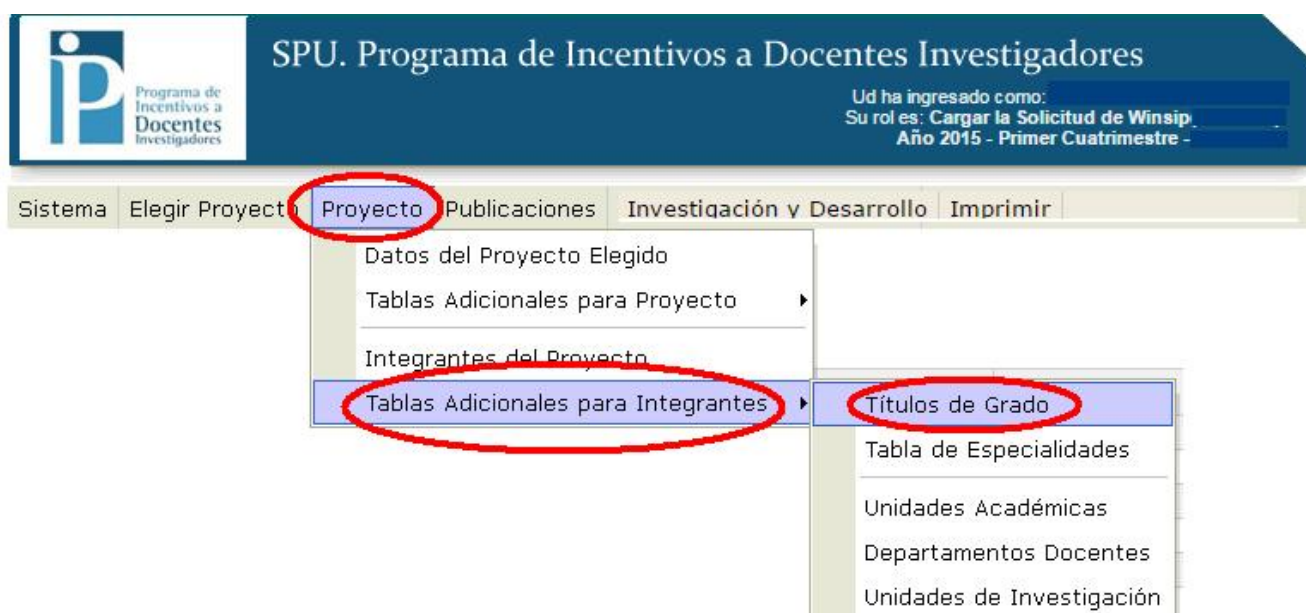 SPU. Programa de Incentivos a Docentes Investigadores
Programa de
Incentivos a
Docentes
Investigadores
Ud ha ingresado como:
Su rol es: Cargar la Solicitud de Winsip
Año 2015 - Primer Cuatrimestre -
Sistema Elegir Proyecto Proyecto Publicaciones Investigación y Desarrollo Imprimir
Datos del Proyecto Elegido
Tablas Adicionales para Proyecto
Integrantes del Proyecto
Tablas Adicionales para Integrantes
Títulos de Grado
Tabla de Especialidades
Unidades Académicas
Departamentos Docentes
Unidades de Investigación